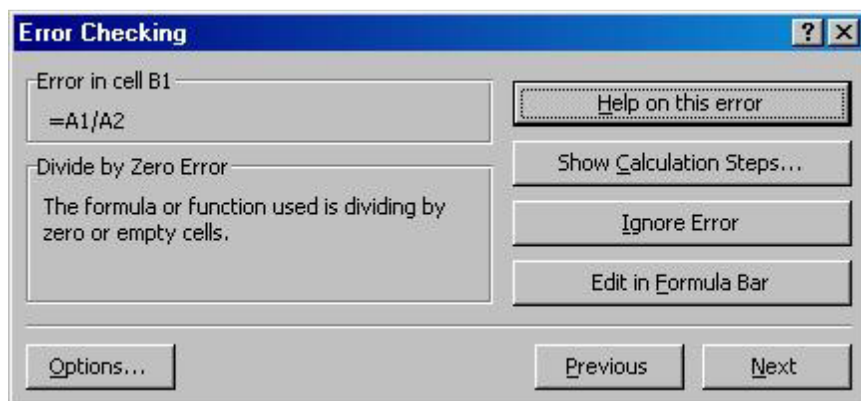 Error Checking
Error in cell B1
=A1/A2
Divide by Zero Error
The formula or function used is dividing by
zero or empty cells.
Help on this error
Show Calculation Steps...
Ignore Error
Edit in Formula Bar
Options...
Previous
Next